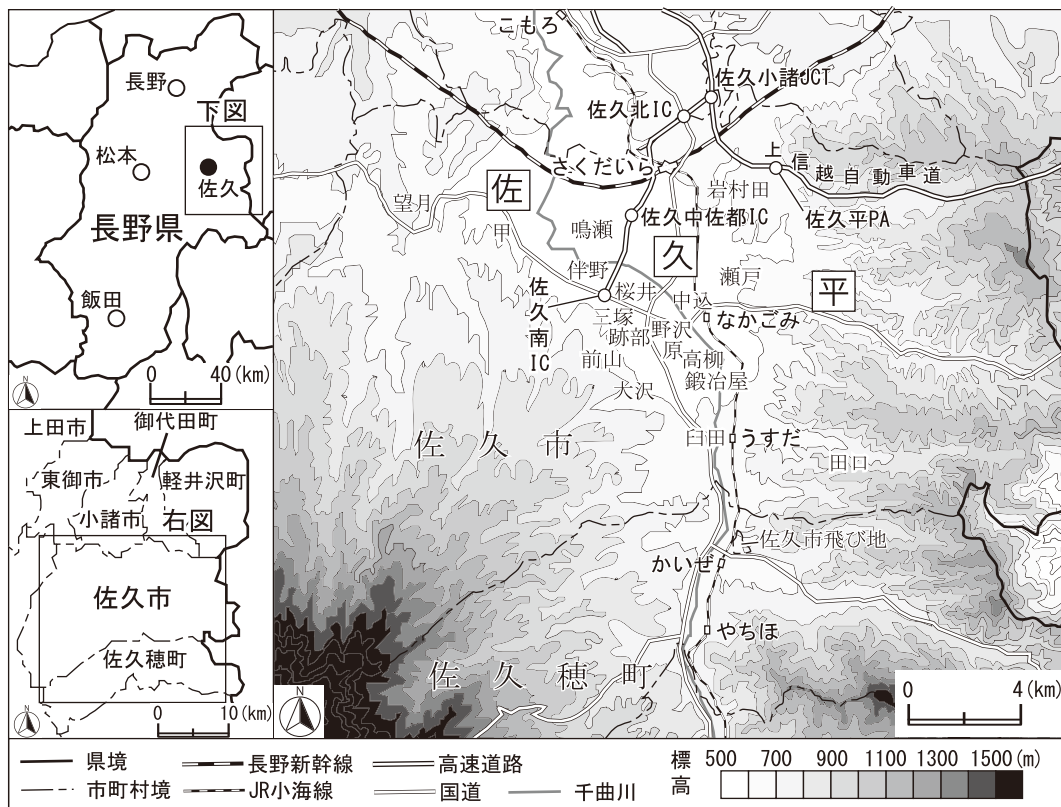 長野
下図
松本
佐久
長野県
飯田
0 40(km)
N
上田市
御代田町
東御市
軽井沢町
小諸市
右図
佐久市
佐久穂町
0 10(km)
N
こもろ
佐久小諸JCT
佐久北IC
さくだいら
上信越自動車道
佐久平PA
岩村田
佐久平
望月
甲
鳴瀬
佐久中佐都IC
伴野
瀬戸
佐久南IC
桜井
中込
なかごみ
三塚
跡部
野沢
原
前山
高柳
鍛冶屋
大沢
佐久市
臼田
うすだ
田口
佐久市飛び地
かいぜ
やちほ
佐久穂町
N
0 4(km)
県境
長野新幹線
高速道路
市町村境
JR小海線
国道
千曲川
標高
500 700 900 1100 1300 1500(m)